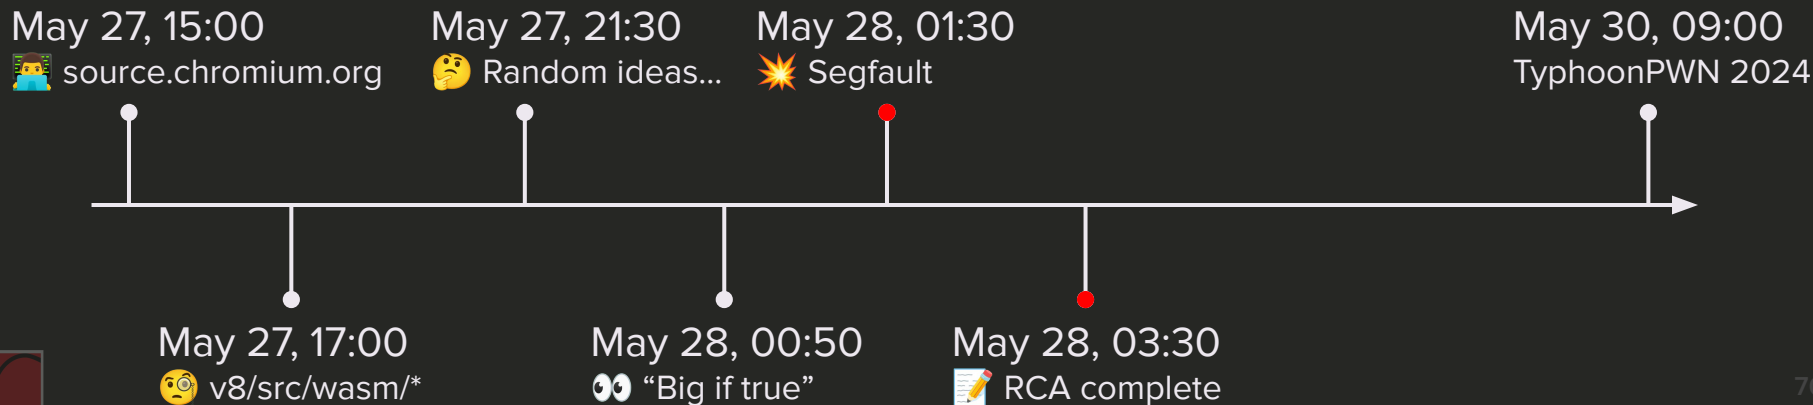 May 27, 15:00
👨‍💻 source.chromium.org
May 27, 21:30
🤔 Random ideas...
May 28, 01:30
💥 Segfault
May 30, 09:00
TyphoonPWN 2024
May 27, 17:00
🧐 v8/src/wasm/*
May 28, 00:50
👀 “Big if true”
May 28, 03:30
📝 RCA complete